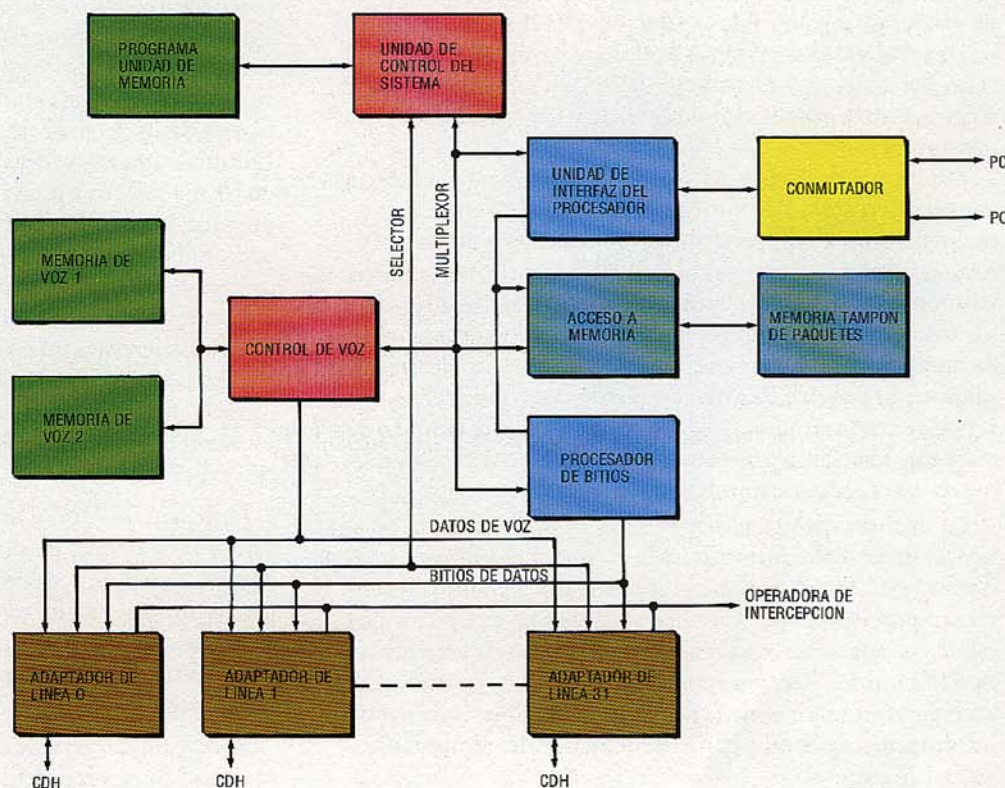 PROGRAMA
UNIDAD DE
MEMORIA
UNIDAD DE
CONTROL DEL
SISTEMA
SELECTOR
MULTIPLEXOR
UNIDAD DE
INTERFAZ DEL
PROCESADOR
CONMUTADOR
PC
PC
MEMORIA DE
VOZ 1
CONTROL DE VOZ
ACCESO A
MEMORIA
MEMORIA TAMPON
DE PAQUETES
MEMORIA DE
VOZ 2
PROCESADOR
DE BITIOS
DATOS DE VOZ
BITIOS DE DATOS
OPERADORA DE
INTERCEPCION
ADAPTADOR DE
LINEA 0
ADAPTADOR DE
LINEA 1
ADAPTADOR DE
LINEA 31
CDH
CDH
CDH